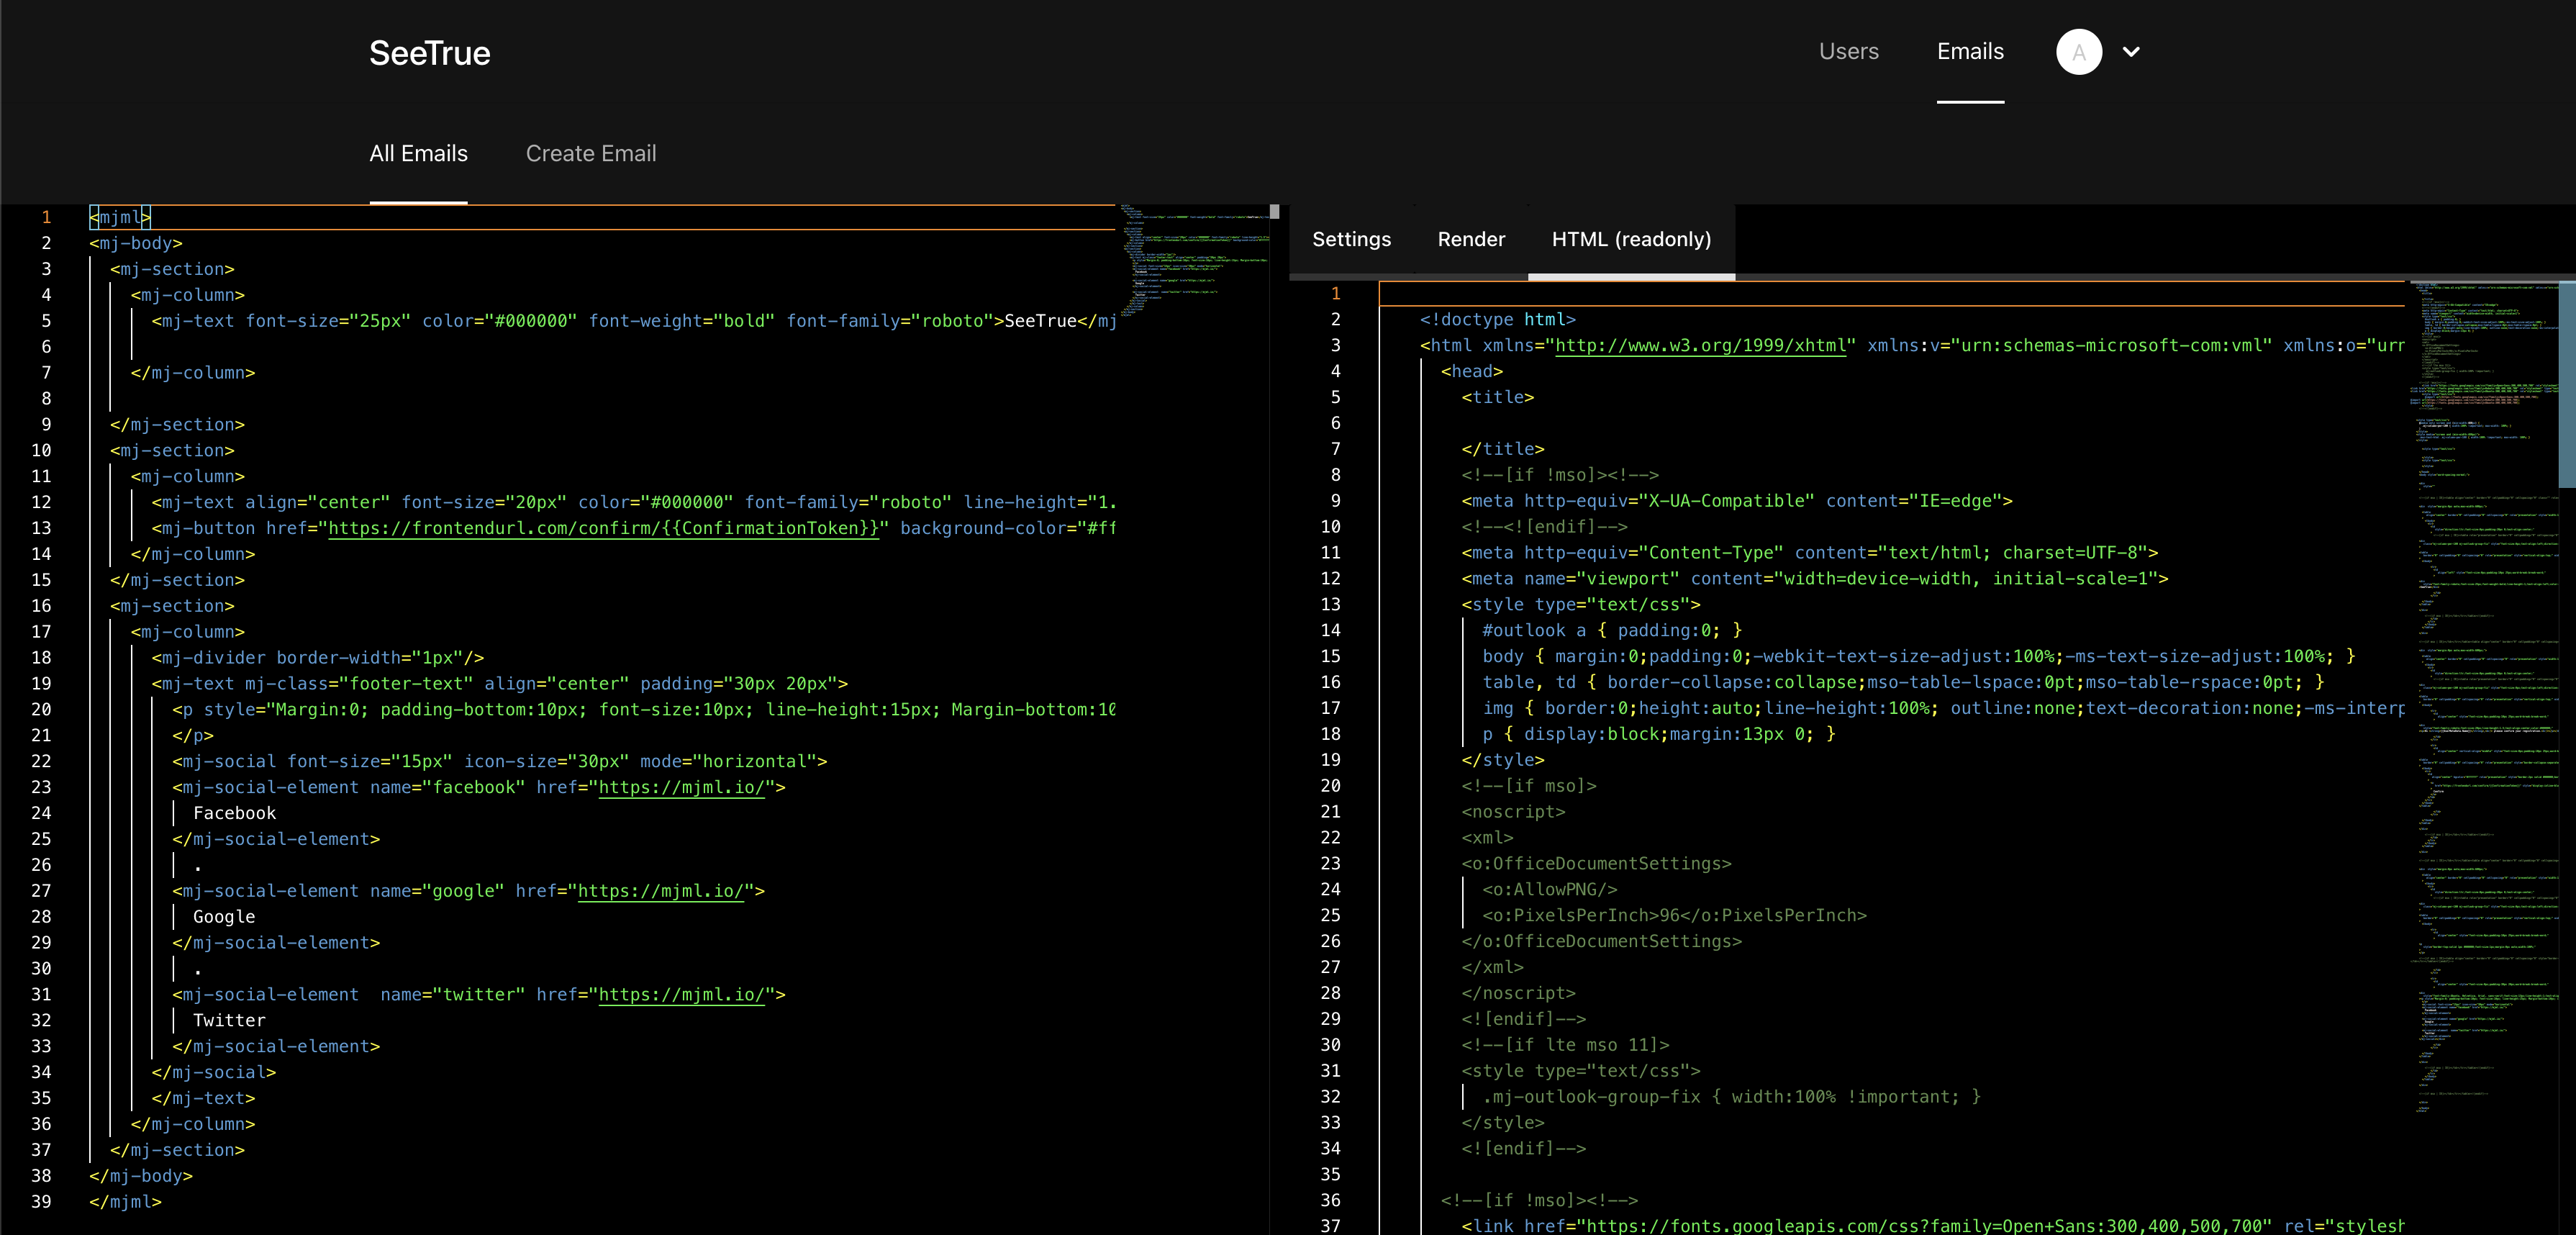 SeeTrue
Users
Emails
A
All Emails
Create Email
1 <mjml>
2 <mj-body>
3 <mj-section>
4 <mj-column>
5 <mj-text font-size="25px" color="#000000" font-weight="bold" font-family="roboto">SeeTrue</mj
6
7 </mj-column>
8
9 </mj-section>
10 <mj-section>
11 <mj-column>
12 <mj-text align="center" font-size="20px" color="#000000" font-family="roboto" line-height="1.
13 <mj-button href="https://frontendurl.com/confirm/{{ConfirmationToken}}" background-color="#ff
14 </mj-column>
15 </mj-section>
16 <mj-section>
17 <mj-column>
18 <mj-divider border-width="1px"/>
19 <mj-text mj-class="footer-text" align="center" padding="30px 20px">
20 <p style="Margin:0; padding-bottom:10px; font-size:10px; line-height:15px; Margin-bottom:10
21 </p>
22 <mj-social font-size="15px" icon-size="30px" mode="horizontal">
23 <mj-social-element name="facebook" href="https://mjml.io/">
24 Facebook
25 </mj-social-element>
26 .
27 <mj-social-element name="google" href="https://mjml.io/">
28 Google
29 </mj-social-element>
30 .
31 <mj-social-element  name="twitter" href="https://mjml.io/">
32 Twitter
33 </mj-social-element>
34 </mj-social>
35 </mj-text>
36 </mj-column>
37 </mj-section>
38 </mj-body>
39 </mjml>
Settings
Render
HTML (readonly)
1
2 <!doctype html>
3 <html xmlns="http://www.w3.org/1999/xhtml" xmlns:v="urn:schemas-microsoft-com:vml" xmlns:o="urn
4 <head>
5 <title>
6
7 </title>
8 <!--[if !mso]><!-->
9 <meta http-equiv="X-UA-Compatible" content="IE=edge">
10 <!--<![endif]-->
11 <meta http-equiv="Content-Type" content="text/html; charset=UTF-8">
12 <meta name="viewport" content="width=device-width, initial-scale=1">
13 <style type="text/css">
14 #outlook a { padding:0; }
15 body { margin:0;padding:0;-webkit-text-size-adjust:100%;-ms-text-size-adjust:100%; }
16 table, td { border-collapse:collapse;mso-table-lspace:0pt;mso-table-rspace:0pt; }
17 img { border:0;height:auto;line-height:100%; outline:none;text-decoration:none;-ms-interp
18 p { display:block;margin:13px 0; }
19 </style>
20 <!--[if mso]>
21 <noscript>
22 <xml>
23 <o:OfficeDocumentSettings>
24 <o:AllowPNG/>
25 <o:PixelsPerInch>96</o:PixelsPerInch>
26 </o:OfficeDocumentSettings>
27 </xml>
28 </noscript>
29 <![endif]-->
30 <!--[if lte mso 11]>
31 <style type="text/css">
32 .mj-outlook-group-fix { width:100% !important; }
33 </style>
34 <![endif]-->
35
36 <!--[if !mso]><!-->
37 <link href="https://fonts.googleapis.com/css?family=Open+Sans:300,400,500,700" rel="stylesh